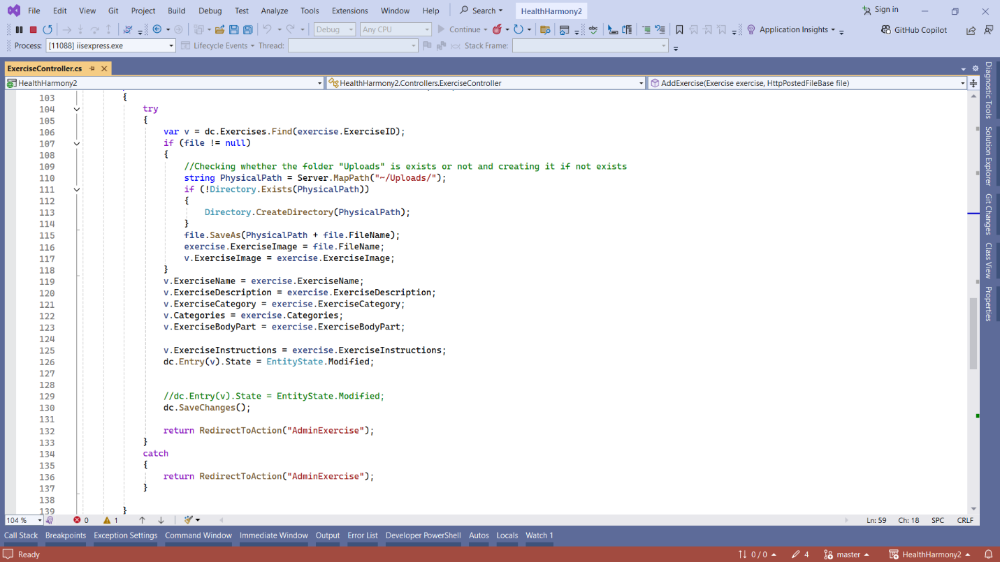 File Edit View Git Project Build Debug Test Analyze Tools Extensions Window Help Search HealthHarmony2 Sign in
Debug Any CPU Continue Application Insights GitHub Copilot
Process: [11088] iisexpress.exe Lifecycle Events Thread: Stack Frame:
ExerciseController.cs
HealthHarmony2 HealthHarmony2.Controllers.ExerciseController AddExercise(Exercise exercise, HttpPostedFileBase file)
103 {
104 try
105 {
106 var v = dc.Exercises.Find(exercise.ExerciseID);
107 if (file != null)
108 {
109 //Checking whether the folder "Uploads" is exists or not and creating it if not exists
110 string PhysicalPath = Server.MapPath("~/Uploads/");
111 if (!Directory.Exists(PhysicalPath))
112 {
113 Directory.CreateDirectory(PhysicalPath);
114 }
115 file.SaveAs(PhysicalPath + file.FileName);
116 exercise.ExerciseImage = file.FileName;
117 v.ExerciseImage = exercise.ExerciseImage;
118 }
119 v.ExerciseName = exercise.ExerciseName;
120 v.ExerciseDescription = exercise.ExerciseDescription;
121 v.ExerciseCategory = exercise.ExerciseCategory;
122 v.Categories = exercise.Categories;
123 v.ExerciseBodyPart = exercise.ExerciseBodyPart;
124
125 v.ExerciseInstructions = exercise.ExerciseInstructions;
126 dc.Entry(v).State = EntityState.Modified;
127
128
129 //dc.Entry(v).State = EntityState.Modified;
130 dc.SaveChanges();
131
132 return RedirectToAction("AdminExercise");
133 }
134 catch
135 {
136 return RedirectToAction("AdminExercise");
137 }
138
139 }
Diagnostic Tools
Solution Explorer
Git Changes
Class View
Properties
104 % 0 1 Ln: 59 Ch: 18 SPC CRLF
Call Stack Breakpoints Exception Settings Command Window Immediate Window Output Error List Developer PowerShell Autos Locals Watch 1
Ready 0 / 0 4 master HealthHarmony2